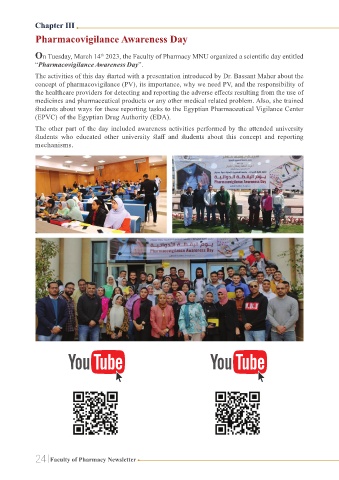 Chapter III
Pharmacovigilance Awareness Day
On Tuesday, March 14th 2023, the Faculty of Pharmacy MNU organized a scientific day entitled
“Pharmacovigilance Awareness Day”.
The activities of this day started with a presentation introduced by Dr. Bassant Maher about the
concept of pharmacovigilance (PV), its importance, why we need PV, and the responsibility of
the healthcare providers for detecting and reporting the adverse effects resulting from the use of
medicines and pharmaceutical products or any other medical related problem. Also, she trained
students about ways for these reporting tasks to the Egyptian Pharmaceutical Vigilance Center
(EPVC) of the Egyptian Drug Authority (EDA).
The other part of the day included awareness activities performed by the attended university
students who educated other university staff and students about this concept and reporting
mechanisms.
Pharmacovigilance Awareness Day
Pharmacovigilance Awareness Day
YouTube YouTube
24 Faculty of Pharmacy Newsletter